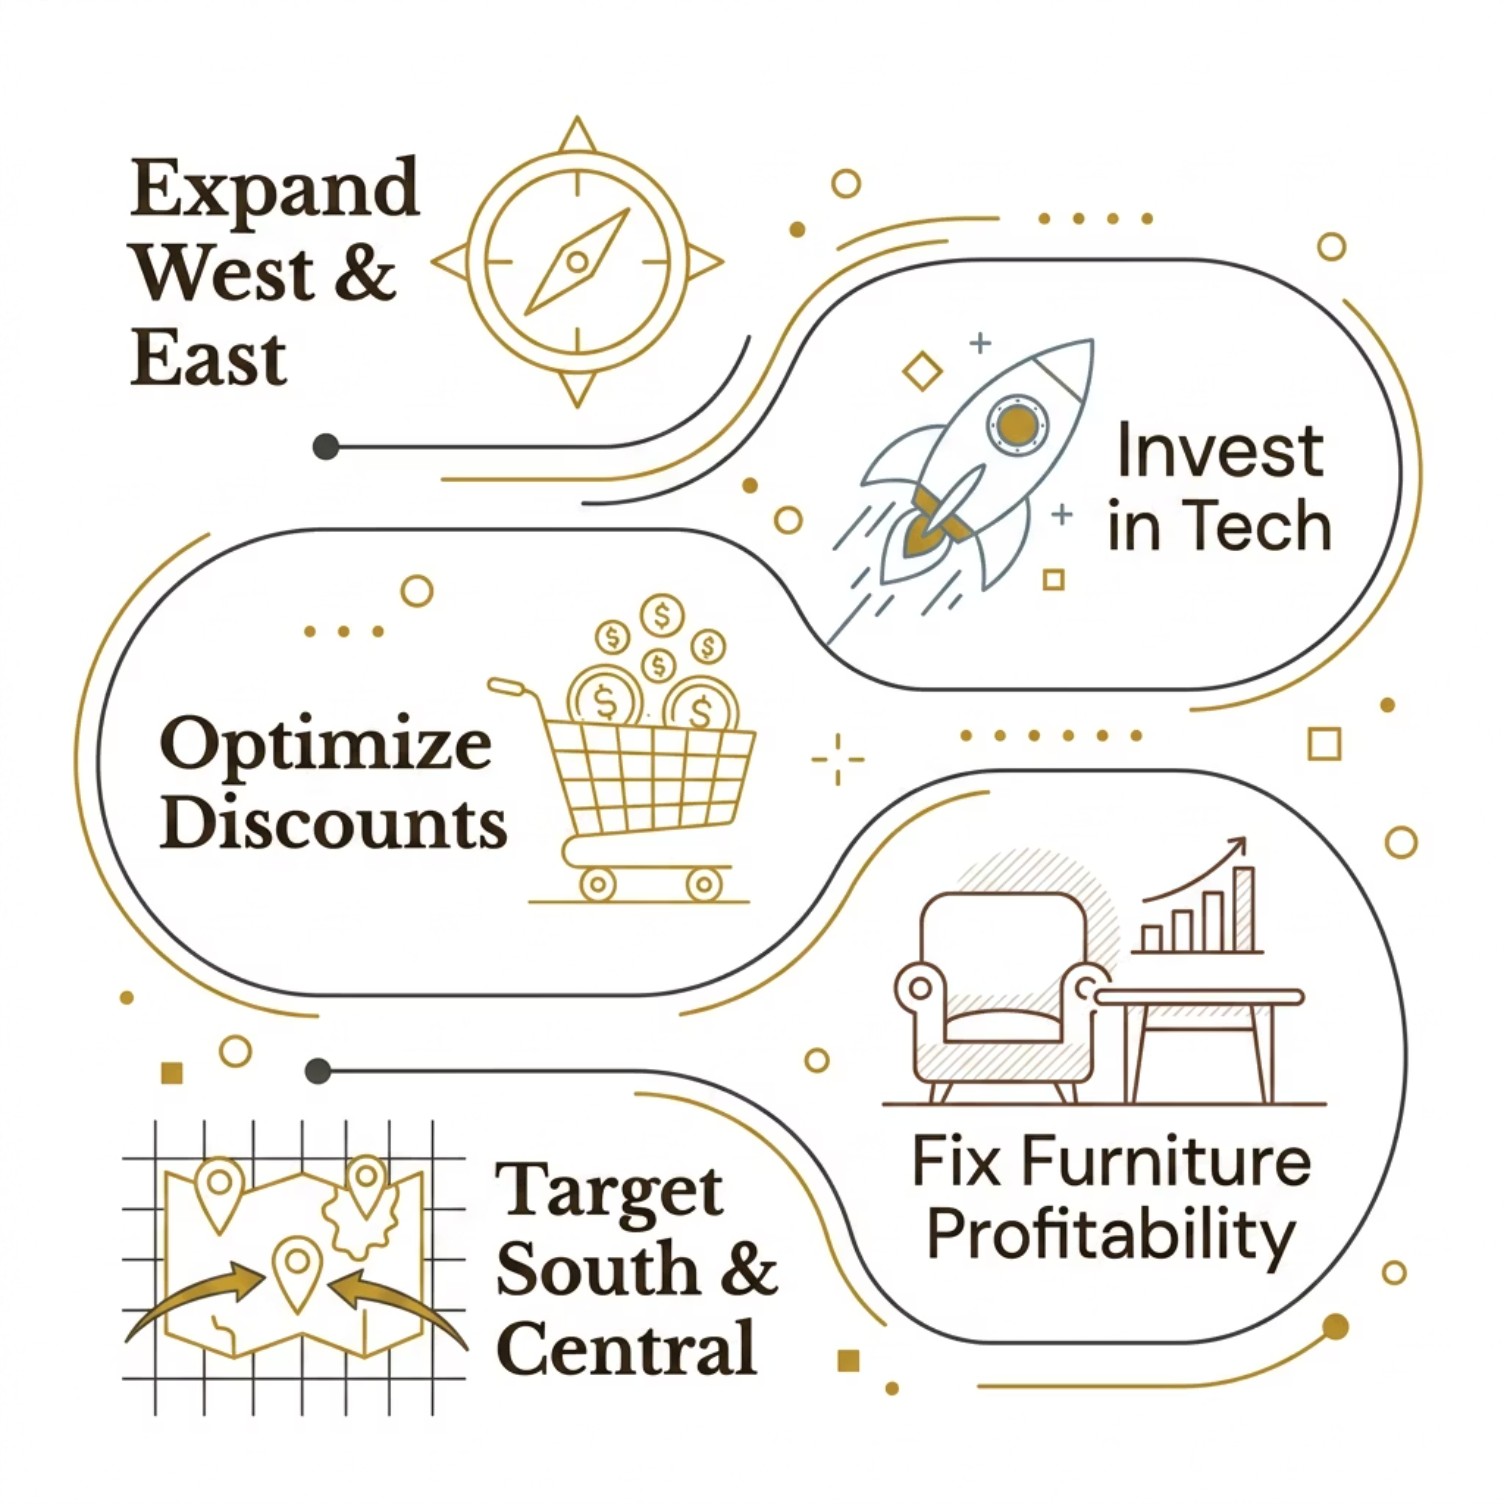 Expand
West &
East
Invest
in Tech
Optimize
Discounts
$
$
$
$
$
$
Fix Furniture
Profitability
Target
South &
Central